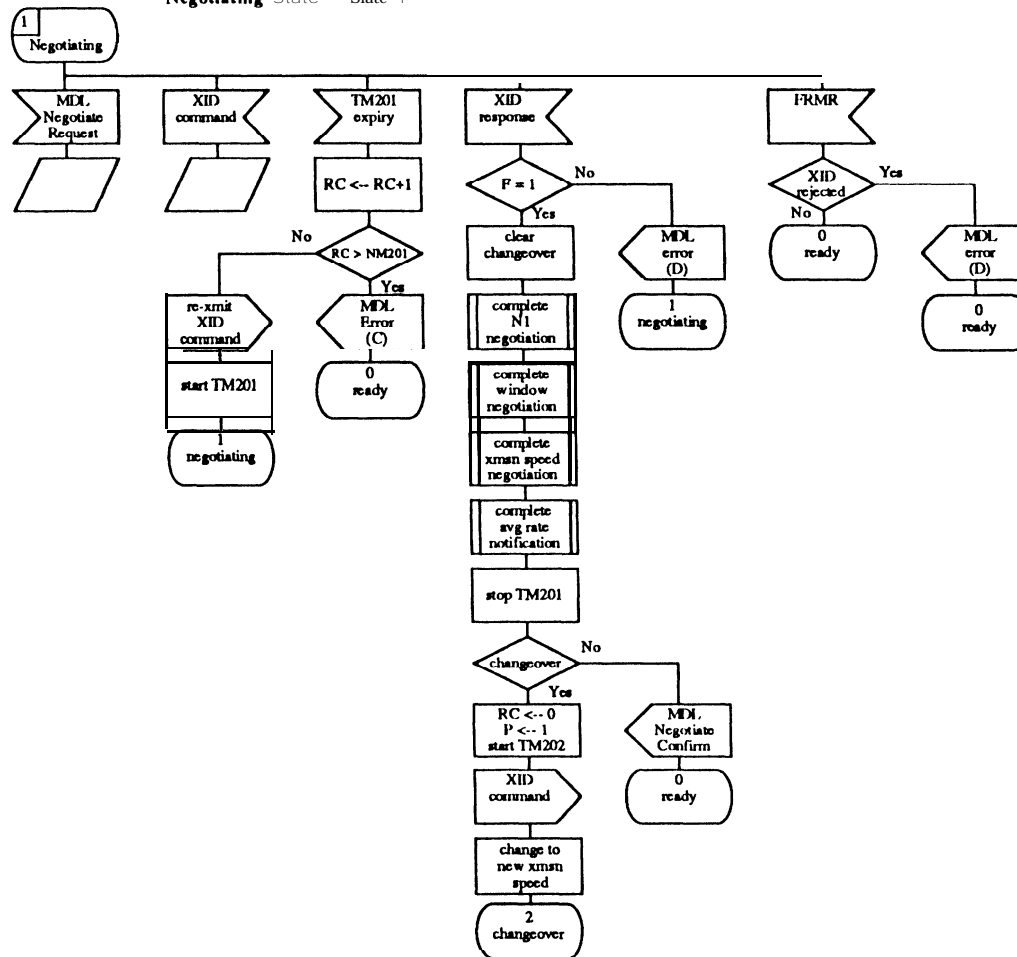 Negotiating State
1
Negotiating
MDL
Negotiate
Request
XID
command
TM201
expiry
XID
response
FRMR
RC <-- RC+1
F = 1
No
Yes
XID
rejected
Yes
No
clear
changeover
MDL
error
(D)
0
ready
MDL
error
(D)
No
RC > NM201
Yes
re-xmit
XID
command
MDL
Error
(C)
complete
N1
negotiation
1
negotiating
0
ready
start TM201
0
ready
complete
window
negotiation
1
negotiating
complete
xmsn speed
negotiation
complete
avg rate
notification
stop TM201
changeover
No
Yes
RC <-- 0
P <-- 1
start TM202
MDL
Negotiate
Confirm
XID
command
0
ready
change to
new xmsn
speed
2
changeover